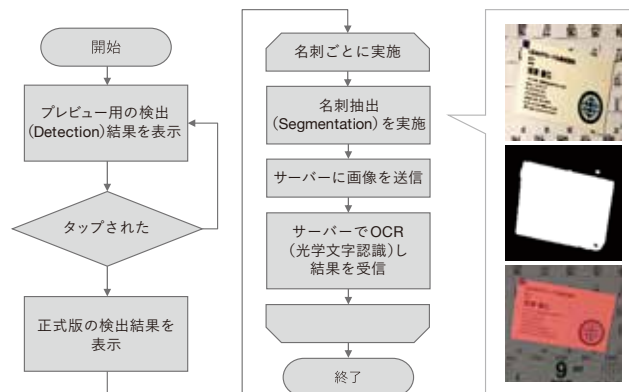 開始
プレビュー用の検出
（Detection）結果を表示
タップされた
正式版の検出結果を
表示
名刺ごとに実施
名刺抽出
（Segmentation）を実施
サーバーに画像を送信
サーバーでOCR
（光学文字認識）し
結果を受信
終了
9